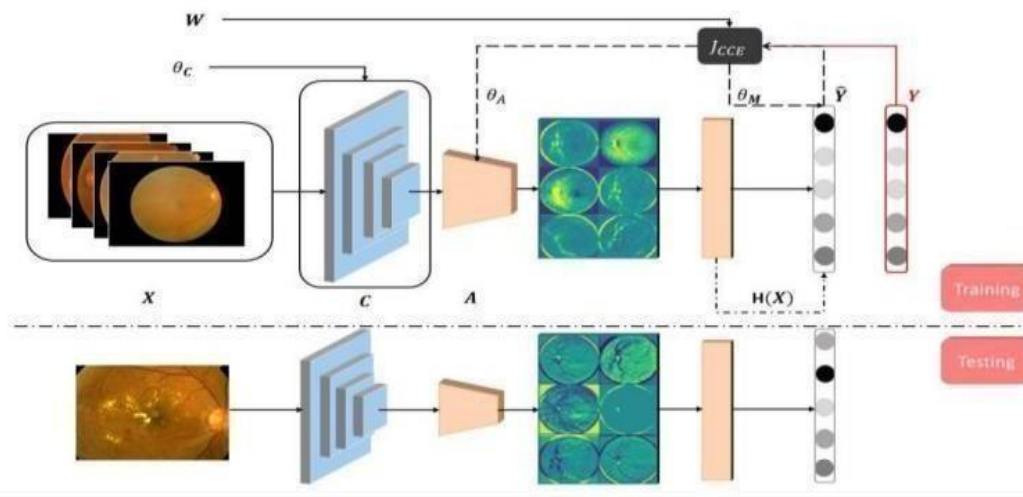 W
J_CCE
θ_C
θ_A
θ_M
Ŷ
Y
X
C
A
H(X)
Training
Testing